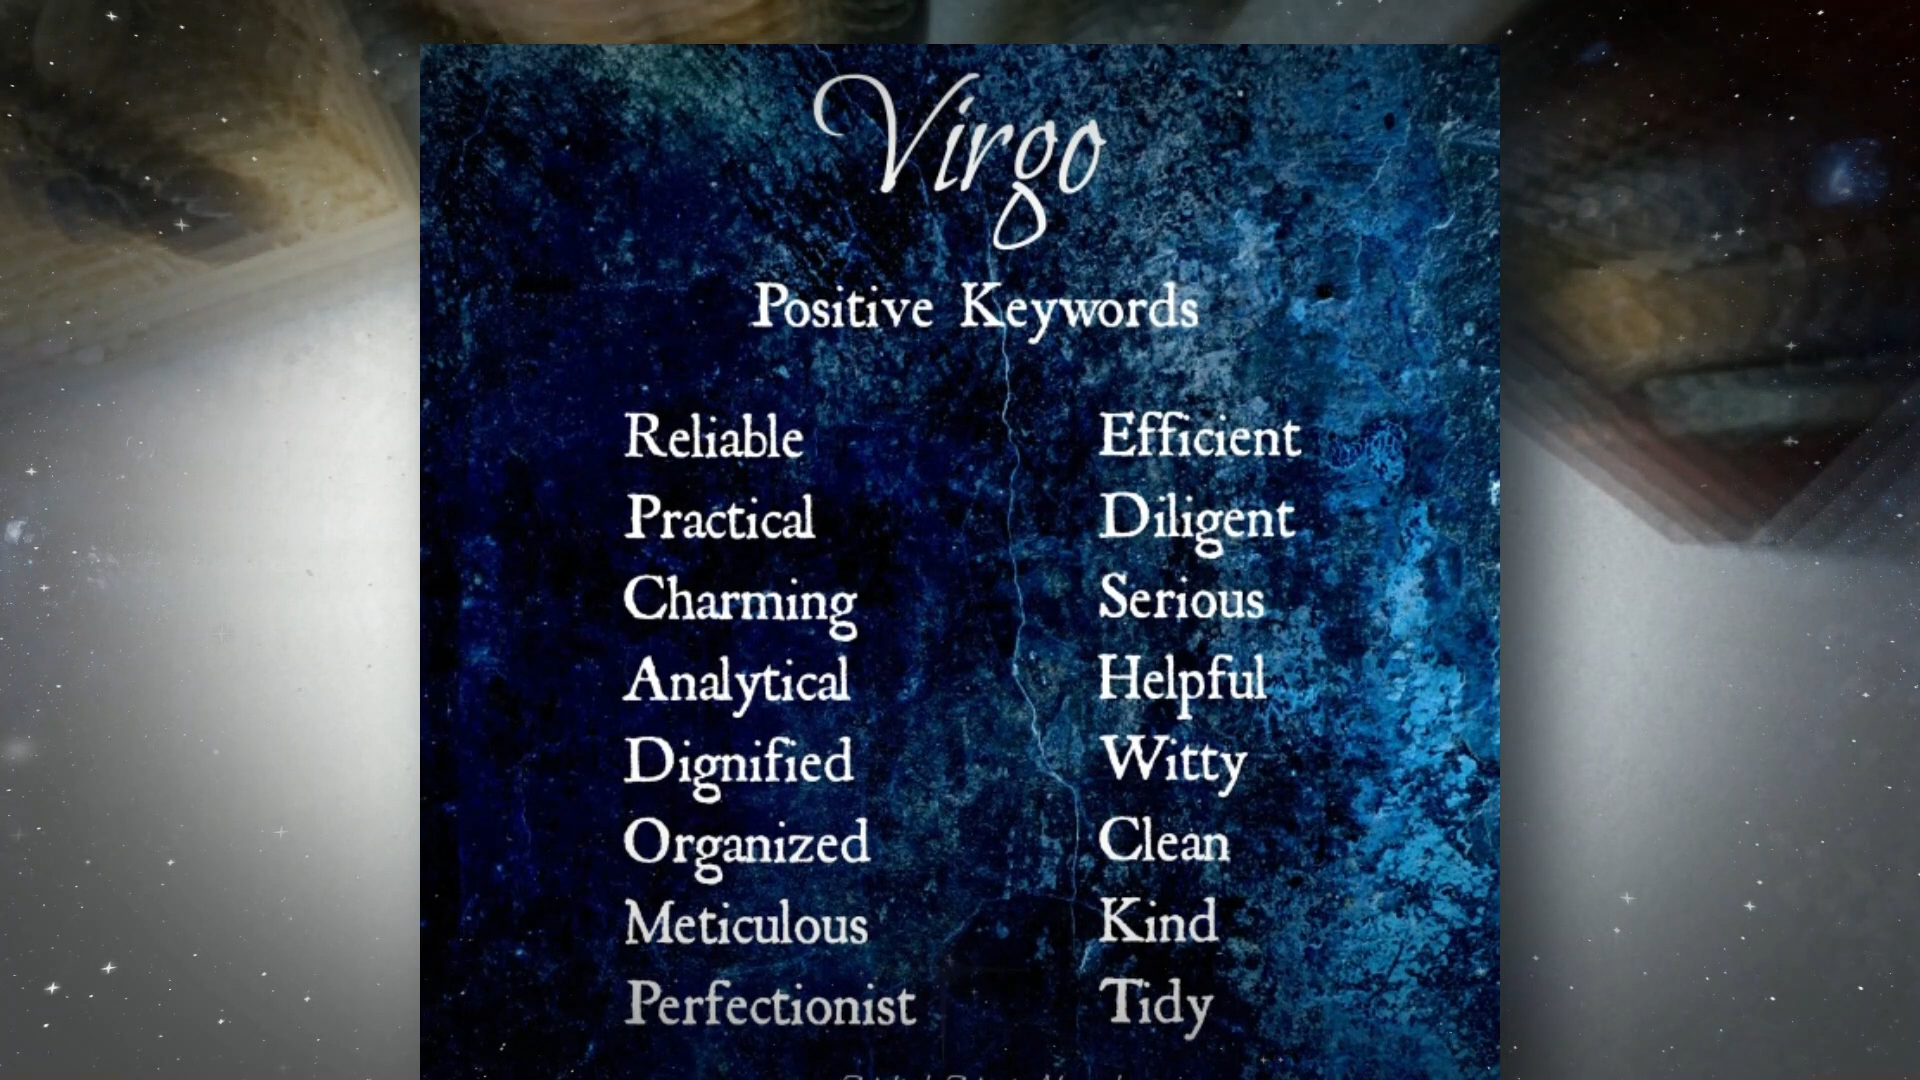 Virgo
Positive Keywords
Reliable
Practical
Charming
Analytical
Dignified
Organized
Meticulous
Perfectionist
Efficient
Diligent
Serious
Helpful
Witty
Clean
Kind
Tidy